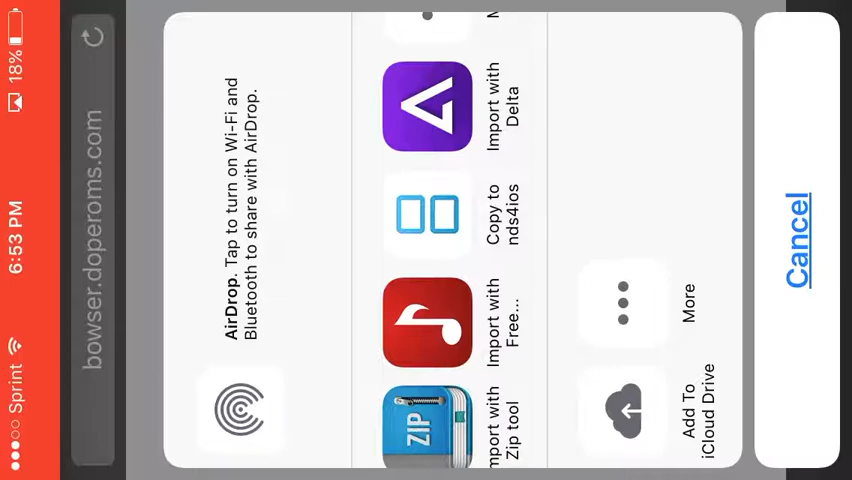 Sprint
6:53 PM
18%
bowser.doperoms.com
AirDrop. Tap to turn on Wi-Fi and
Bluetooth to share with AirDrop.
ZIP
mport with
Zip tool
Import with
Free...
Copy to
nds4ios
Import with
Delta
Add To
iCloud Drive
More
Cancel